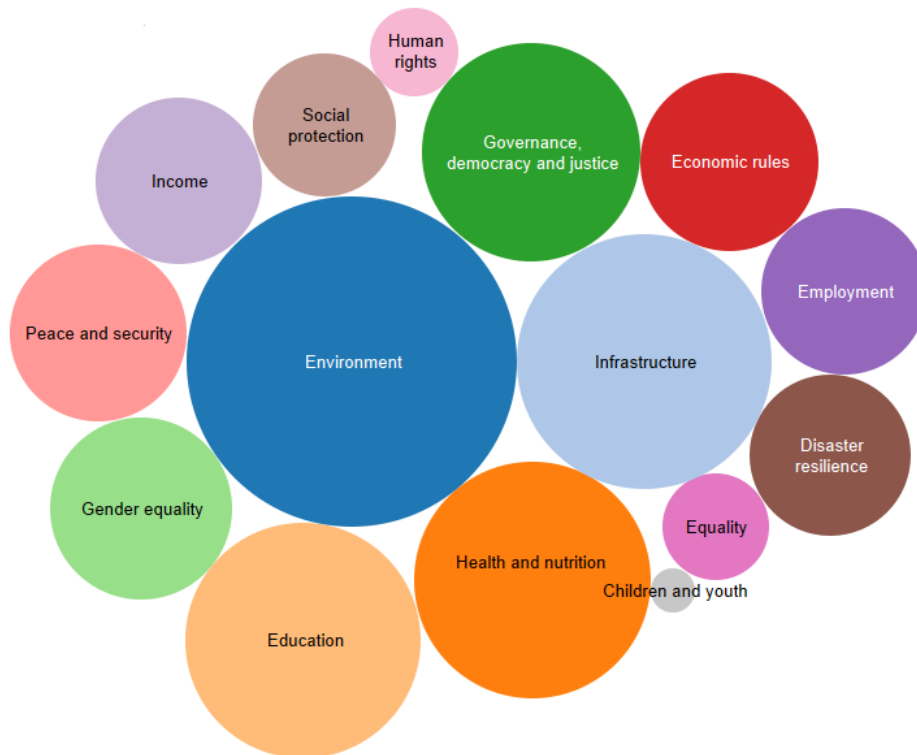 Human
rights
Social
protection
Governance,
democracy and justice
Economic rules
Income
Employment
Peace and security
Environment
Infrastructure
Disaster
resilience
Gender equality
Equality
Health and nutrition
Children and youth
Education